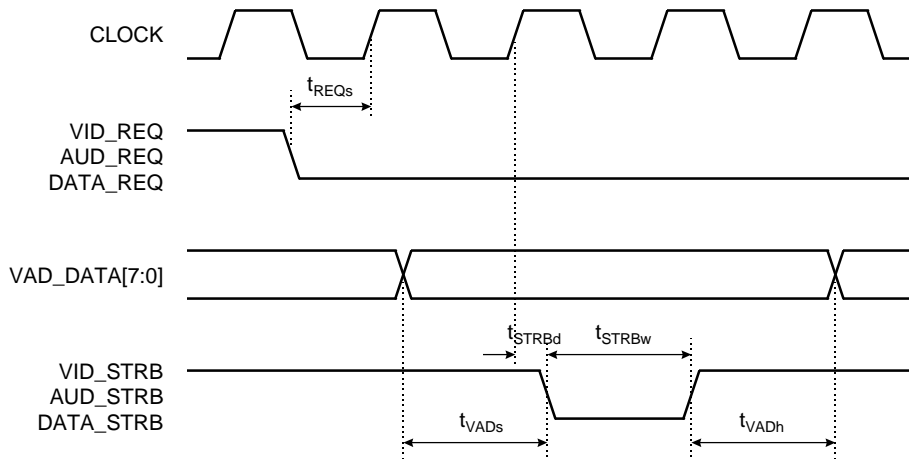 CLOCK
tREQs
VID_REQ
AUD_REQ
DATA_REQ
VAD_DATA[7:0]
tSTRBd
tSTRBw
VID_STRB
AUD_STRB
DATA_STRB
tVADs
tVADh